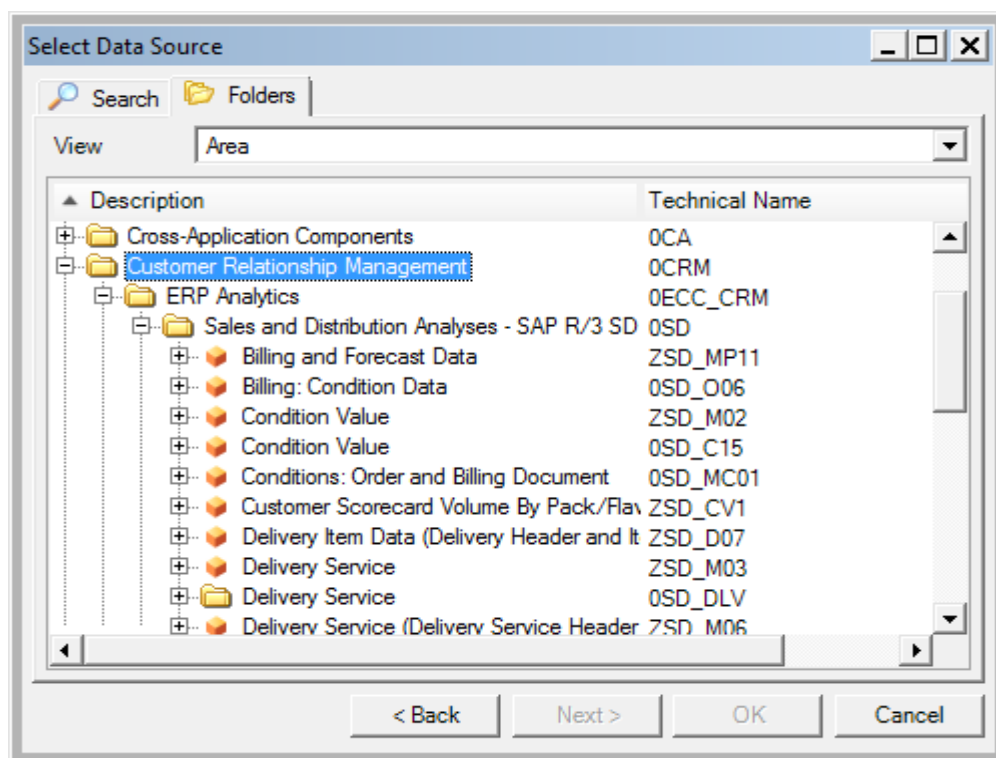 Select Data Source
Search Folders
View Area
Description Technical Name
Cross-Application Components 0CA
Customer Relationship Management 0CRM
ERP Analytics 0ECC_CRM
Sales and Distribution Analyses - SAP R/3 SD 0SD
Billing and Forecast Data ZSD_MP11
Billing: Condition Data 0SD_O06
Condition Value ZSD_M02
Condition Value 0SD_C15
Conditions: Order and Billing Document 0SD_MC01
Customer Scorecard Volume By Pack/Flav ZSD_CV1
Delivery Item Data (Delivery Header and It ZSD_D07
Delivery Service ZSD_M03
Delivery Service 0SD_DLV
Delivery Service (Delivery Service Header ZSD_M06
< Back Next > OK Cancel